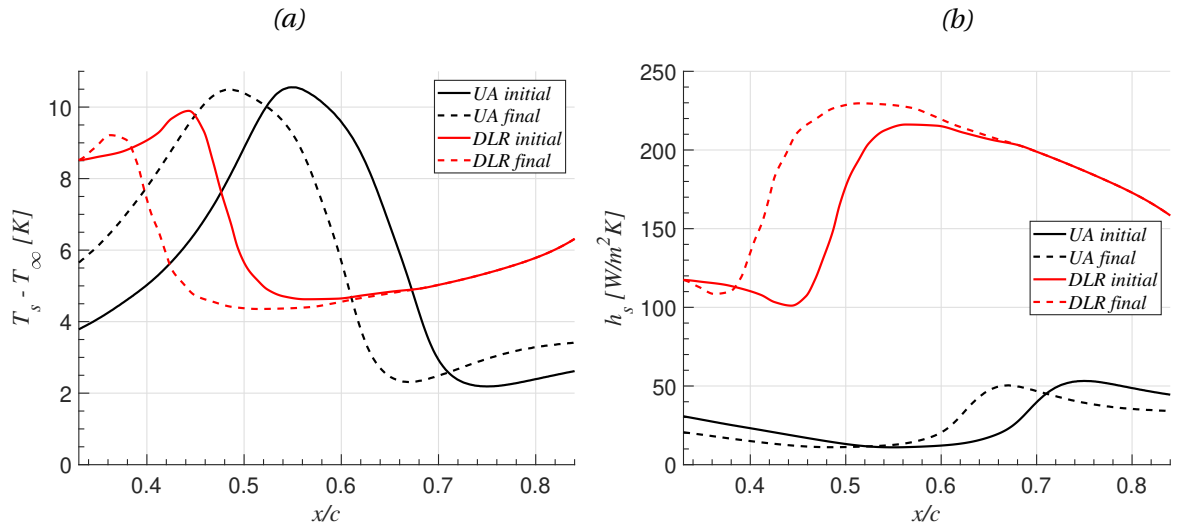 (a)
10
8
6
4
2
0
T_s - T_∞ [K]
0.4 0.5 0.6 0.7 0.8
x/c
UA initial
UA final
DLR initial
DLR final
(b)
250
200
150
100
50
0
h_s [W/m²K]
0.4 0.5 0.6 0.7 0.8
x/c
UA initial
UA final
DLR initial
DLR final